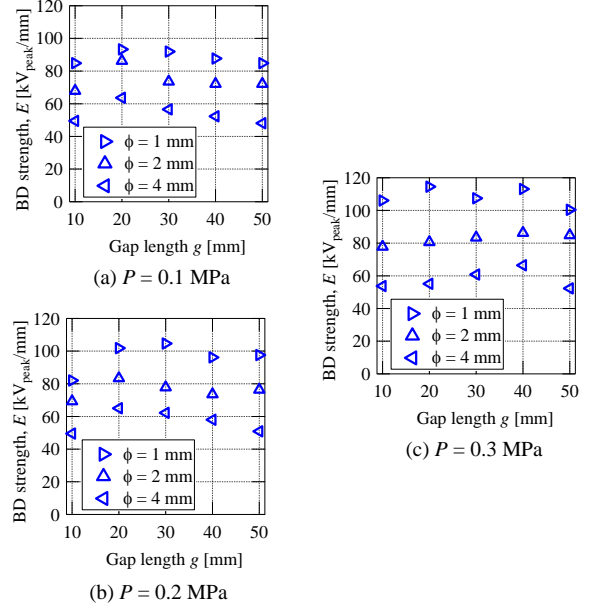 BD strength, E [kVpeak/mm]
120
100
80
60
40
20
0
ϕ = 1 mm
ϕ = 2 mm
ϕ = 4 mm
10 20 30 40 50
Gap length g [mm]
(a) P = 0.1 MPa
BD strength, E [kVpeak/mm]
120
100
80
60
40
20
0
ϕ = 1 mm
ϕ = 2 mm
ϕ = 4 mm
10 20 30 40 50
Gap length g [mm]
(b) P = 0.2 MPa
BD strength, E [kVpeak/mm]
120
100
80
60
40
20
0
ϕ = 1 mm
ϕ = 2 mm
ϕ = 4 mm
10 20 30 40 50
Gap length g [mm]
(c) P = 0.3 MPa